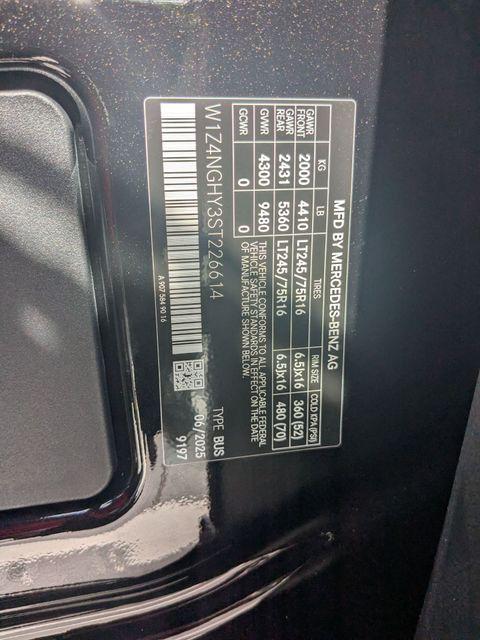 MFD BY MERCEDES-BENZ AG
KG LB TIRES RIM SIZE COLD KPA (PSI)
GAWR FRONT 2000 4410 LT245/75R16 6.5Jx16 360 (52)
GAWR REAR 2431 5360 LT245/75R16 6.5Jx16 480 (70)
GVWR 4300 9480
GCWR 0 0
THIS VEHICLE CONFORMS TO ALL APPLICABLE FEDERAL
MOTOR VEHICLE SAFETY STANDARDS IN EFFECT ON THE DATE
OF MANUFACTURE SHOWN BELOW.
W1Z4NGHY3ST226614
TYPE BUS
06/2025
9197
A 907 584 90 16